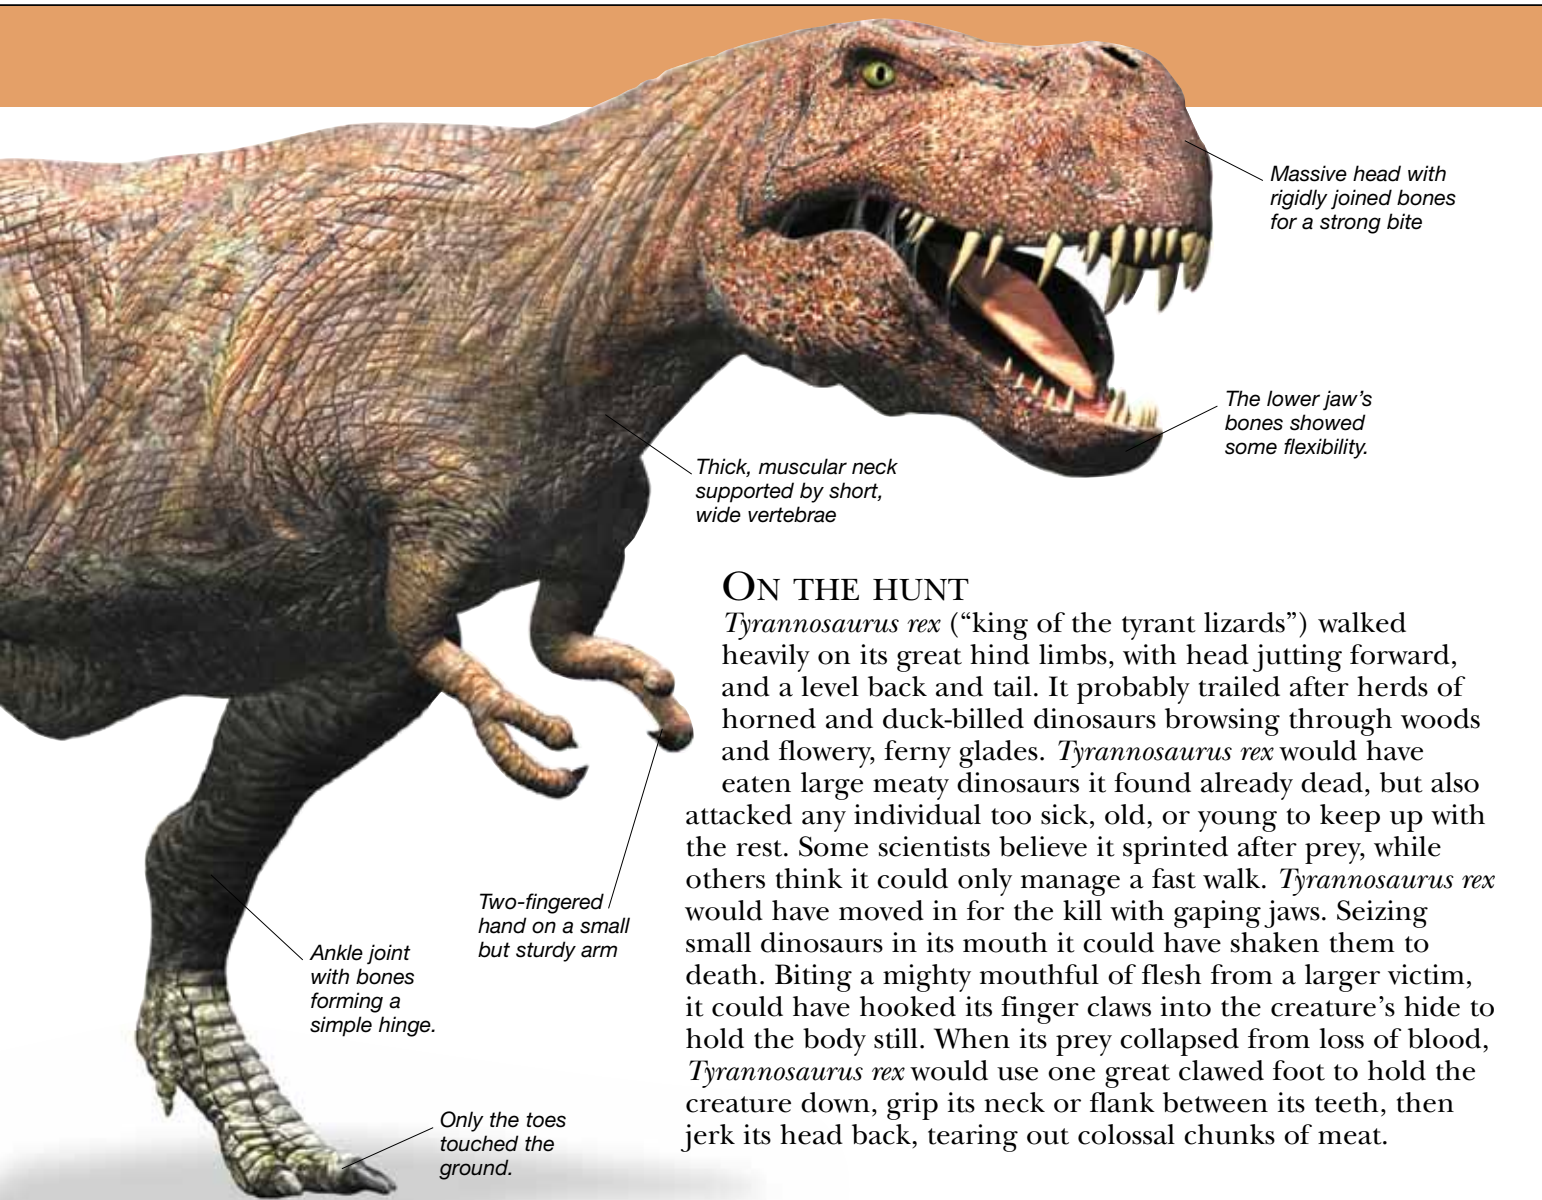 Massive head with
rigidly joined bones
for a strong bite
The lower jaw’s
bones showed
some flexibility.
Thick, muscular neck
supported by short,
wide vertebrae
ON THE HUNT
Tyrannosaurus rex (“king of the tyrant lizards”) walked
heavily on its great hind limbs, with head jutting forward,
and a level back and tail. It probably trailed after herds of
horned and duck-billed dinosaurs browsing through woods
and flowery, ferny glades. Tyrannosaurus rex would have
eaten large meaty dinosaurs it found already dead, but also
attacked any individual too sick, old, or young to keep up with
the rest. Some scientists believe it sprinted after prey, while
others think it could only manage a fast walk. Tyrannosaurus rex
would have moved in for the kill with gaping jaws. Seizing
small dinosaurs in its mouth it could have shaken them to
death. Biting a mighty mouthful of flesh from a larger victim,
it could have hooked its finger claws into the creature’s hide to
hold the body still. When its prey collapsed from loss of blood,
Tyrannosaurus rex would use one great clawed foot to hold the
creature down, grip its neck or flank between its teeth, then
jerk its head back, tearing out colossal chunks of meat.
Two-fingered
hand on a small
but sturdy arm
Ankle joint
with bones
forming a
simple hinge.
Only the toes
touched the
ground.